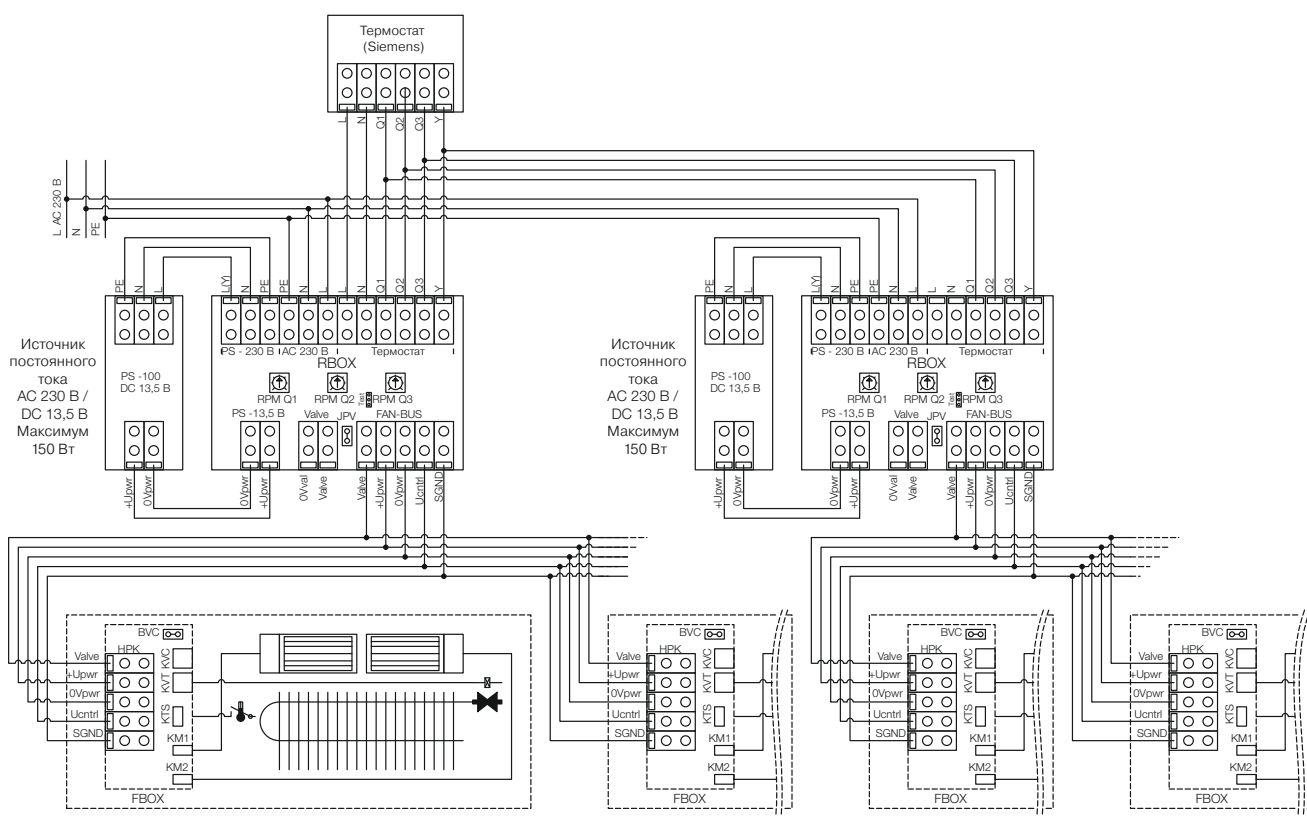 Термостат
(Siemens)
L
N
Q1
Q2
Q3
Y
L AC 230 В
N
PE
PE
N
L
L(Y)
N
PE
PE
N
L
L
N
Q1
Q2
Q3
Y
PE
N
L
L(Y)
N
PE
PE
N
L
L
N
Q1
Q2
Q3
Y
Источник
постоянного
тока
AC 230 В /
DC 13,5 В
Максимум
150 Вт
PS -100
DC 13,5 В
PS - 230 В
AC 230 В
Термостат
RBOX
RPM Q1
RPM Q2
Test
RPM Q3
PS -13,5 В
Valve
JPV
FAN-BUS
+Upwr
0Vpwr
0Vpwr
+Upwr
0Vval
Valve
Valve
+Upwr
0Vpwr
Ucntrl
SGND
Источник
постоянного
тока
AC 230 В /
DC 13,5 В
Максимум
150 Вт
PS -100
DC 13,5 В
PS - 230 В
AC 230 В
Термостат
RBOX
RPM Q1
RPM Q2
Test
RPM Q3
PS -13,5 В
Valve
JPV
FAN-BUS
+Upwr
0Vpwr
0Vpwr
+Upwr
0Vval
Valve
Valve
+Upwr
0Vpwr
Ucntrl
SGND
BVC
HPK
Valve
+Upwr
0Vpwr
Ucntrl
SGND
KVC
KVT
KTS
KM1
KM2
FBOX
BVC
HPK
Valve
+Upwr
0Vpwr
Ucntrl
SGND
KVC
KVT
KTS
KM1
KM2
FBOX
BVC
HPK
Valve
+Upwr
0Vpwr
Ucntrl
SGND
KVC
KVT
KTS
KM1
KM2
FBOX
BVC
HPK
Valve
+Upwr
0Vpwr
Ucntrl
SGND
KVC
KVT
KTS
KM1
KM2
FBOX